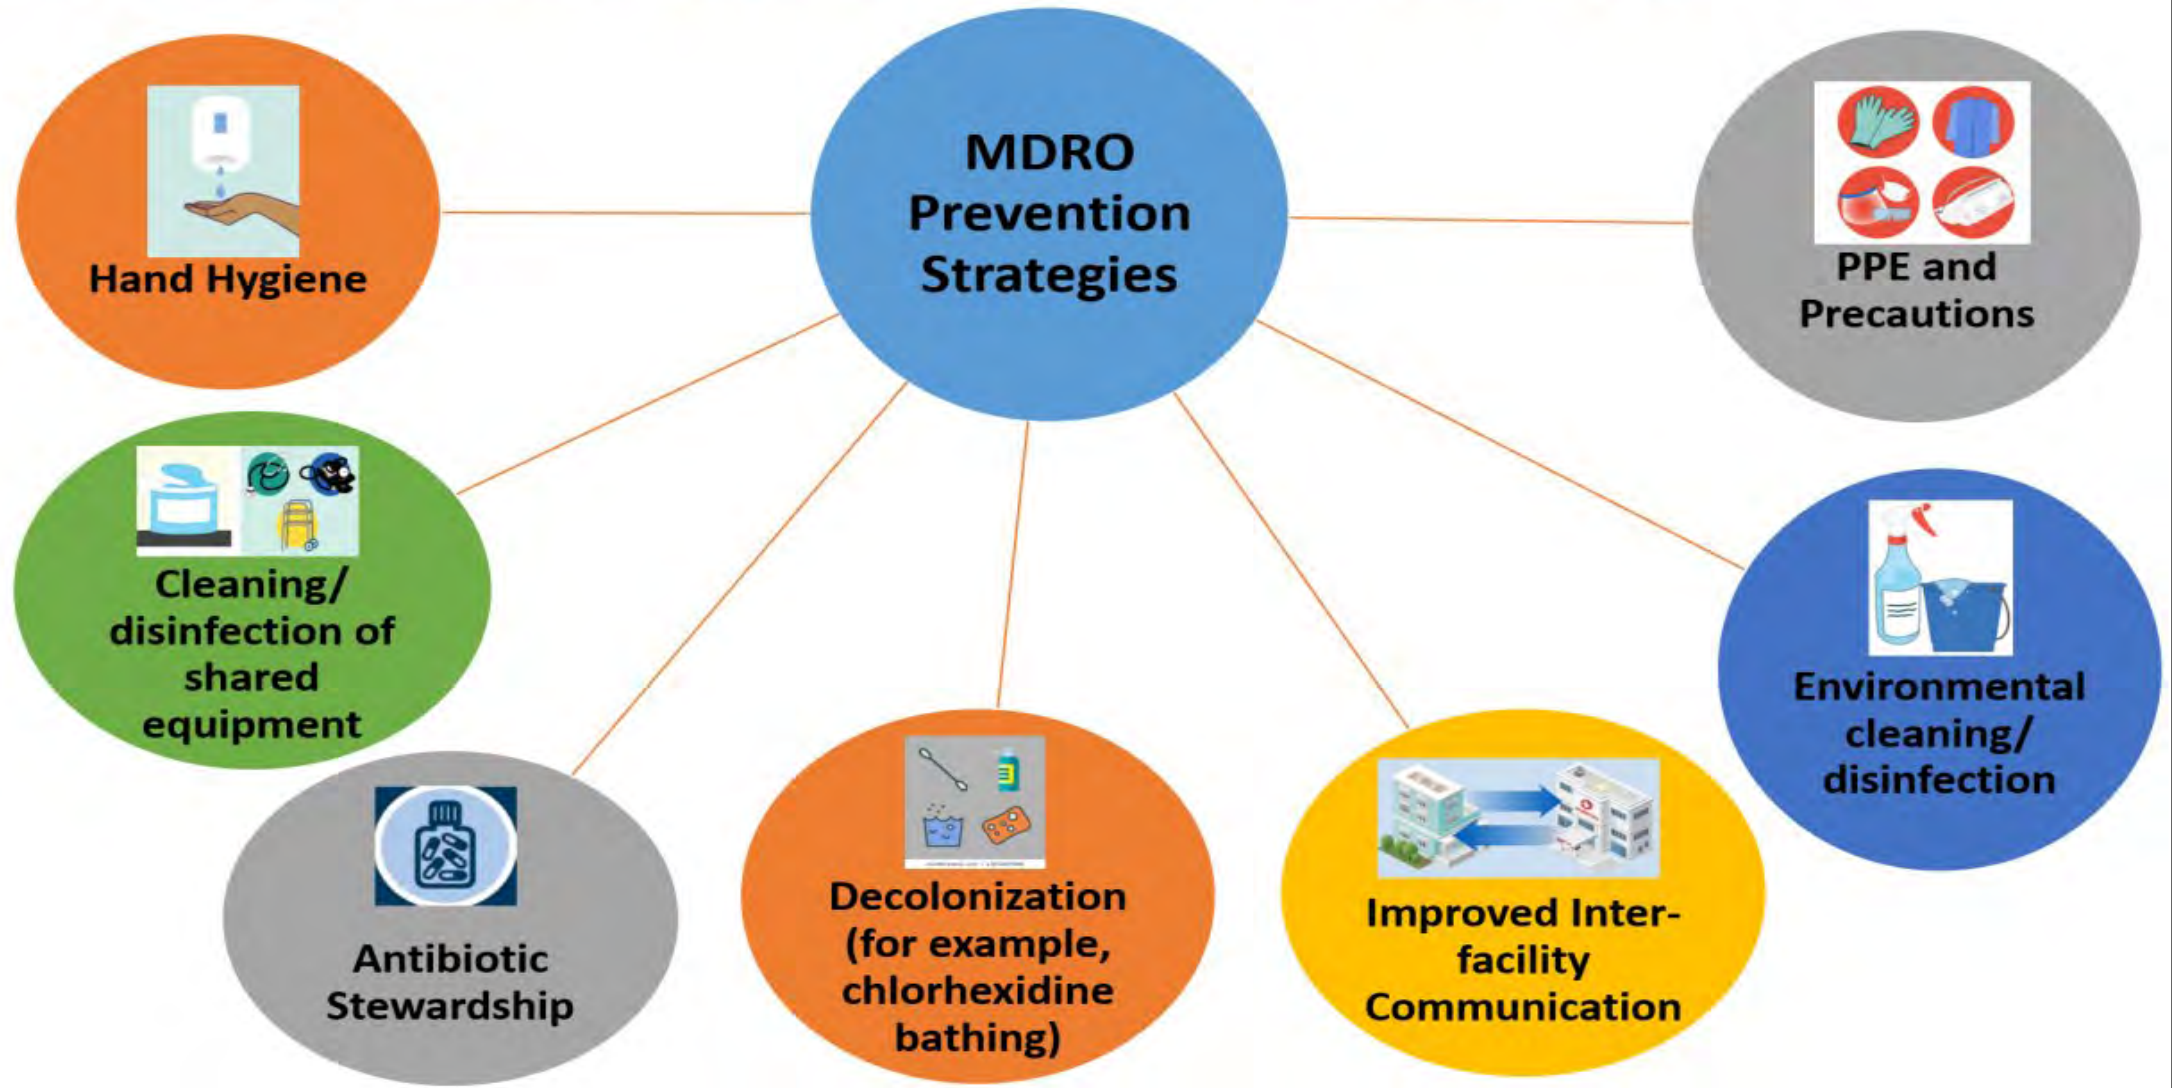 MDRO
Prevention
Strategies
Hand Hygiene
Cleaning/
disinfection of
shared
equipment
Antibiotic
Stewardship
Decolonization
(for example,
chlorhexidine
bathing)
Improved Inter-
facility
Communication
Environmental
cleaning/
disinfection
PPE and
Precautions